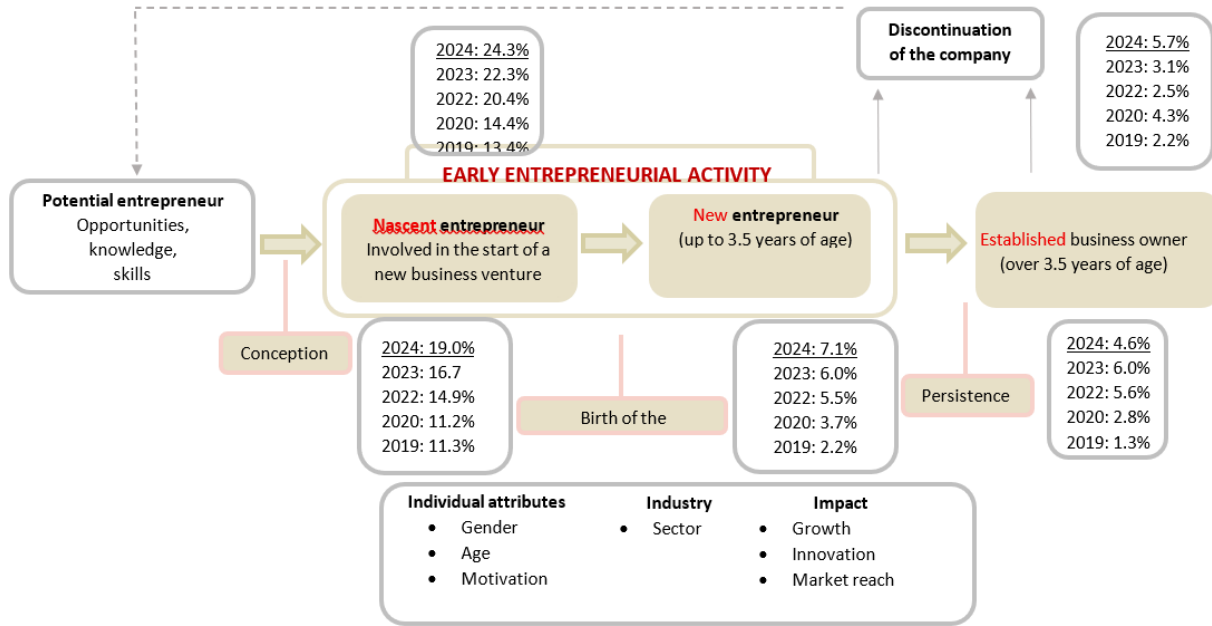 2024: 24.3%
2023: 22.3%
2022: 20.4%
2020: 14.4%
2019: 13.4%
Discontinuation
of the company
2024: 5.7%
2023: 3.1%
2022: 2.5%
2020: 4.3%
2019: 2.2%
EARLY ENTREPRENEURIAL ACTIVITY
Potential entrepreneur
Opportunities,
knowledge,
skills
Nascent entrepreneur
Involved in the start of a
new business venture
New entrepreneur
(up to 3.5 years of age)
Established business owner
(over 3.5 years of age)
Conception
2024: 19.0%
2023: 16.7
2022: 14.9%
2020: 11.2%
2019: 11.3%
Birth of the
2024: 7.1%
2023: 6.0%
2022: 5.5%
2020: 3.7%
2019: 2.2%
Persistence
2024: 4.6%
2023: 6.0%
2022: 5.6%
2020: 2.8%
2019: 1.3%
Individual attributes
• Gender
• Age
• Motivation
Industry
• Sector
Impact
• Growth
• Innovation
• Market reach